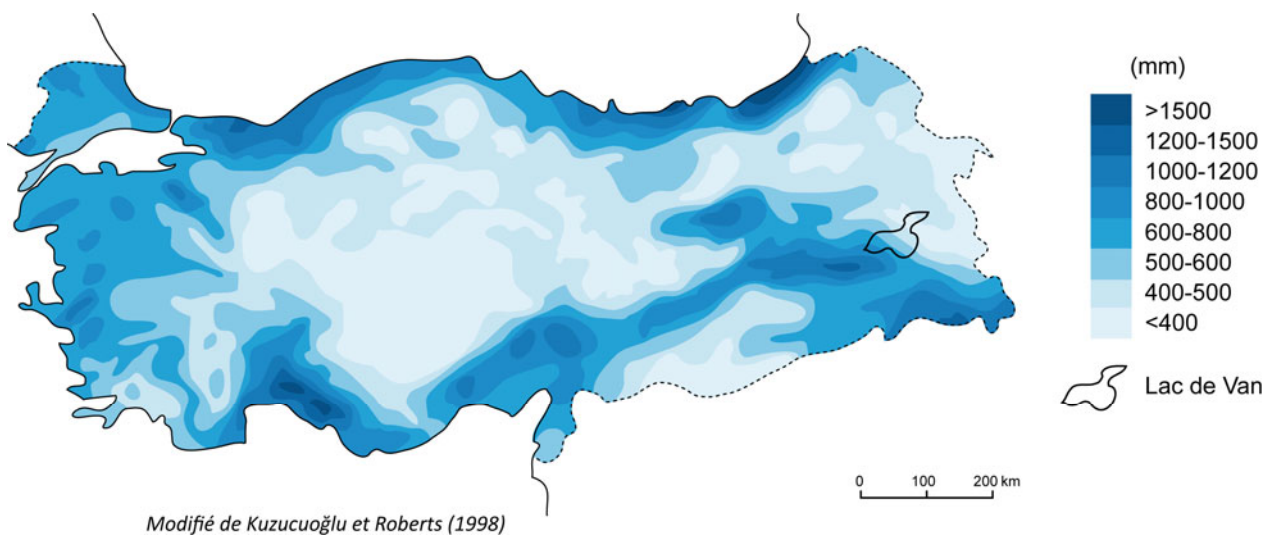 (mm)
>1500
1200-1500
1000-1200
800-1000
600-800
500-600
400-500
<400
Lac de Van
0 100 200 km
Modifié de Kuzucuoğlu et Roberts (1998)